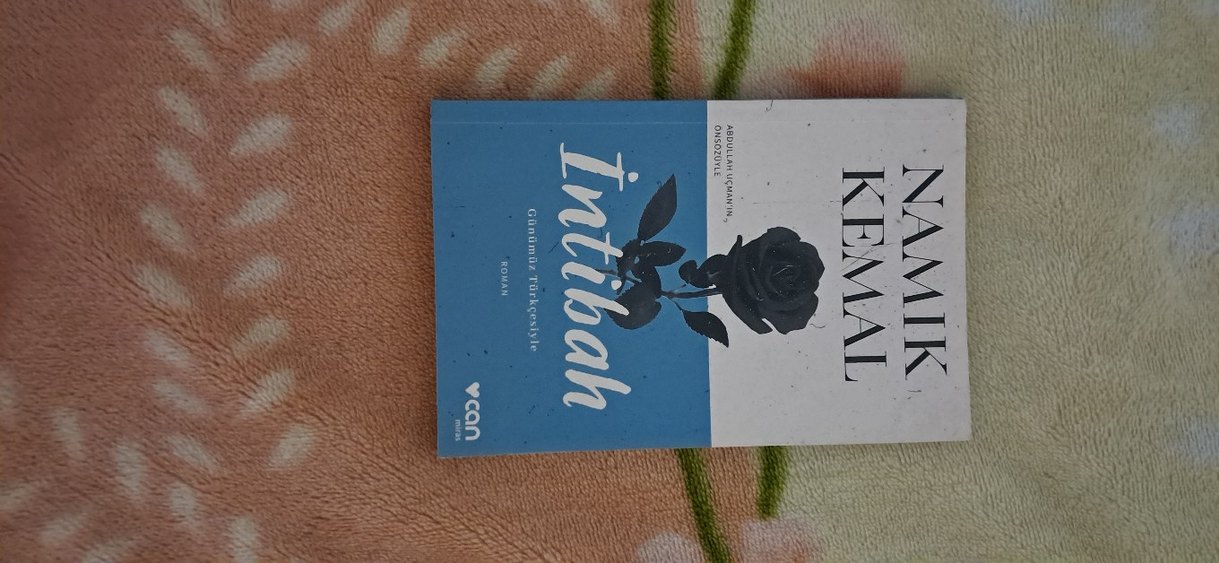 NAMIK
KEMAL
ABDULLAH UÇMAN'IN
ÖNSÖZÜYLE
İntibah
Günümüz Türkçesiyle
ROMAN
can
miras